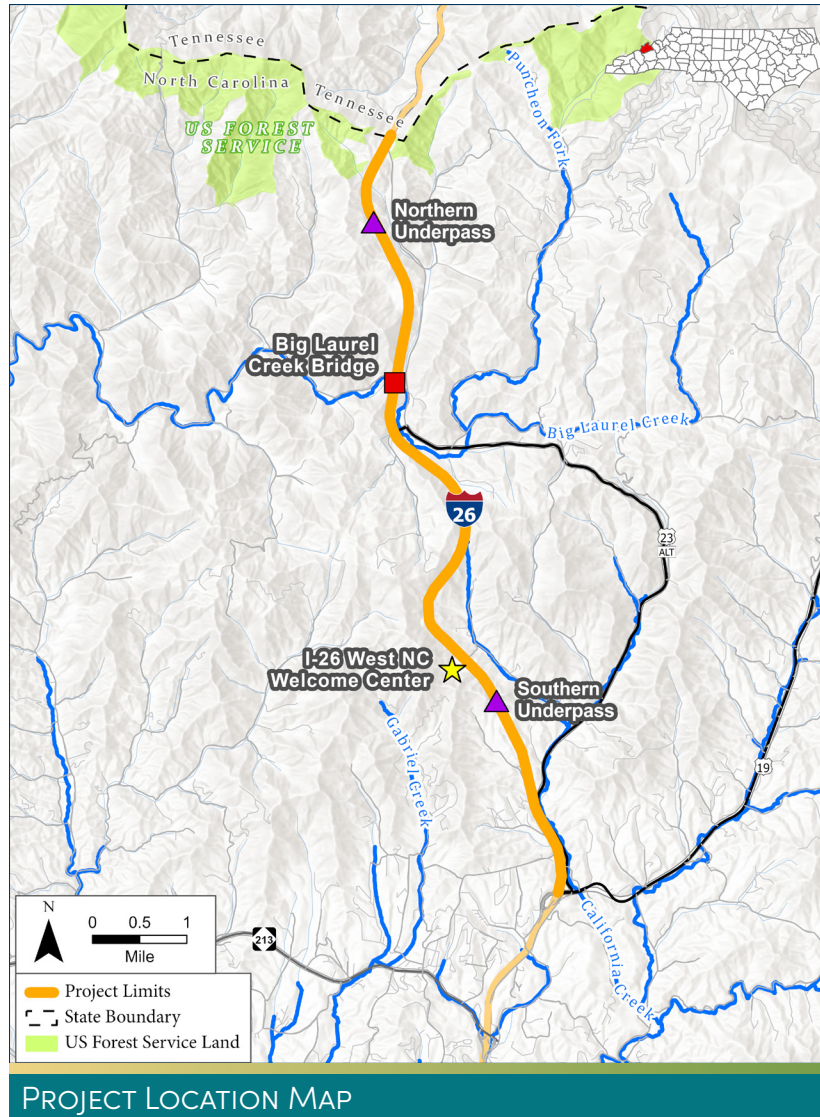 Tennessee
North Carolina
Tennessee
US FOREST
SERVICE
Puncheon Fork
Northern
Underpass
Big Laurel
Creek Bridge
Big Laurel Creek
26
23
ALT
I-26 West NC
Welcome Center
Southern
Underpass
Gabriel Creek
19
California Creek
213
N
0 0.5 1
Mile
Project Limits
State Boundary
US Forest Service Land
PROJECT LOCATION MAP